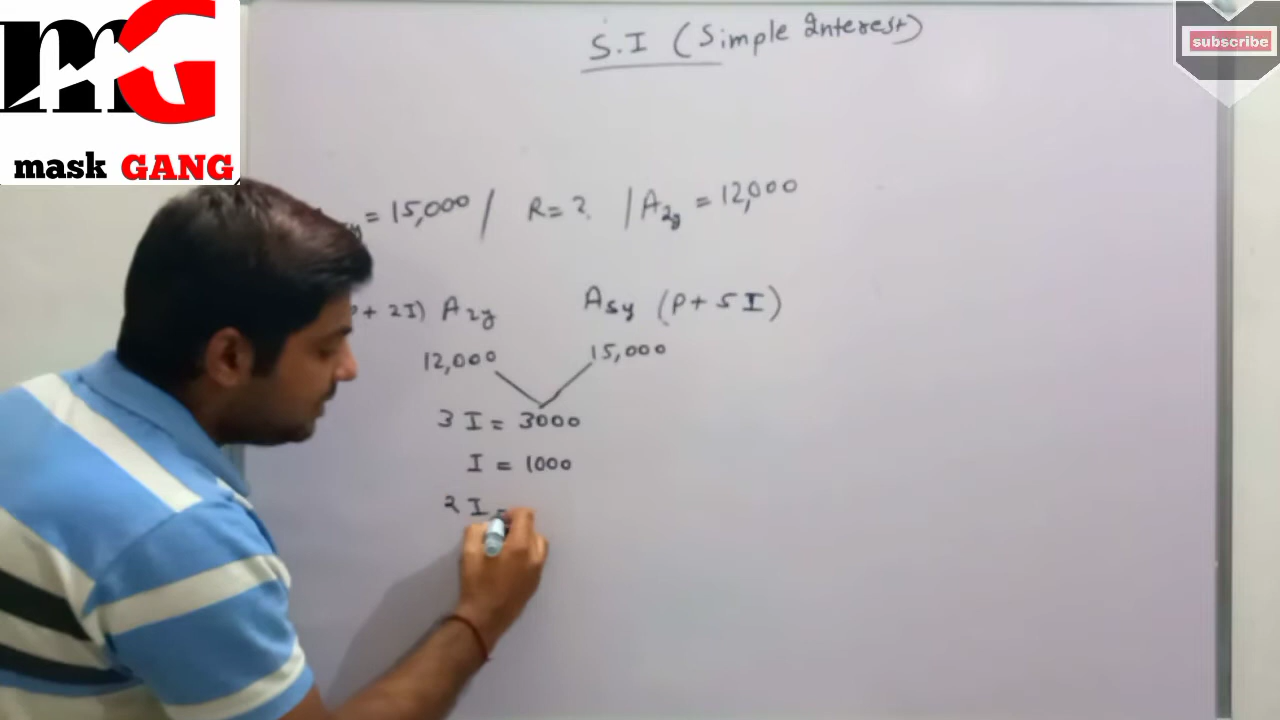 mG
mask GANG
subscribe
S.I (Simple Interest)
= 15,000 / R = ? / A2y = 12,000
+ 2I) A2y A5y (P + 5I)
12,000 15,000
3 I = 3000
I = 1000
2 I =